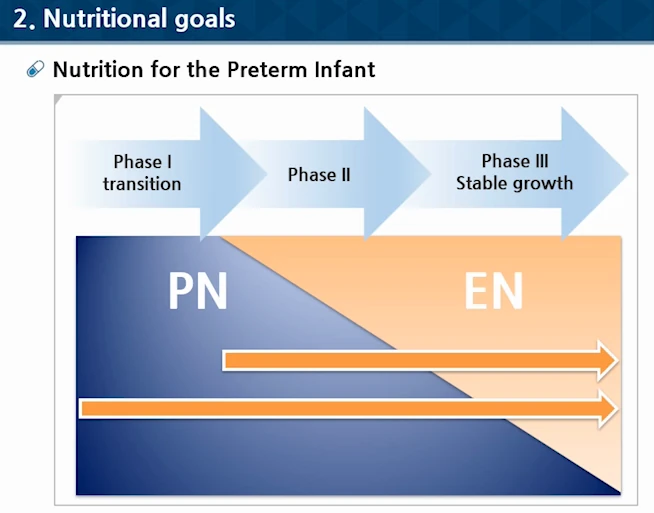 2. Nutritional goals
Nutrition for the Preterm Infant
Phase I
transition
Phase II
Phase III
Stable growth
PN
EN